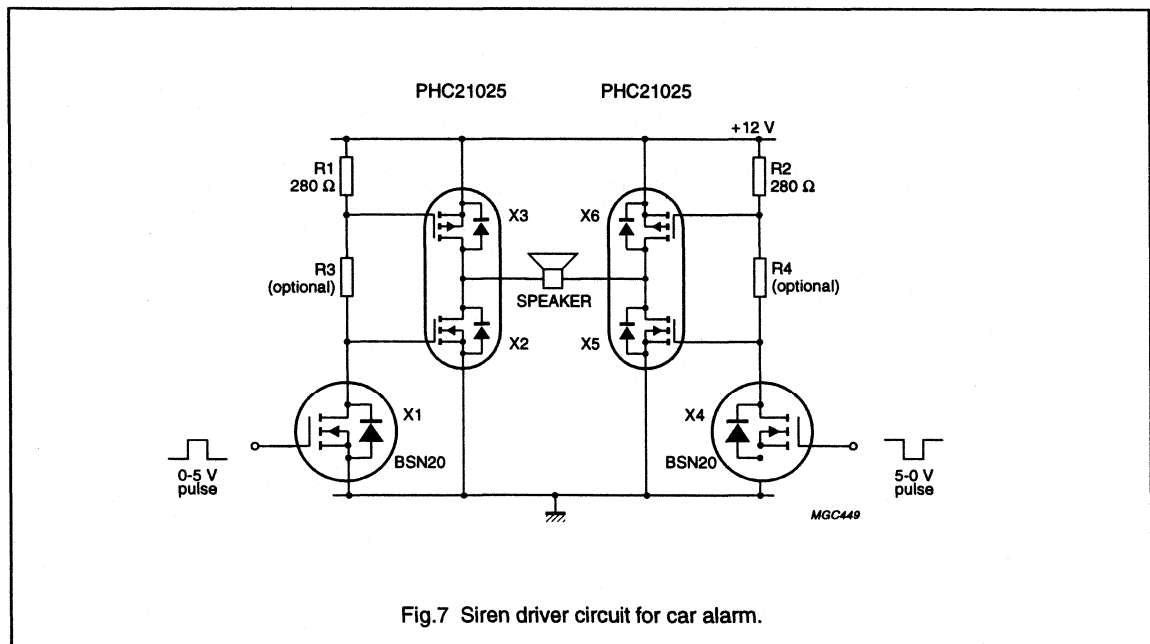 PHC21025 PHC21025
+12 V
R1
280 Ω
R2
280 Ω
X3
X6
R3
(optional)
R4
(optional)
SPEAKER
X2
X5
X1
X4
BSN20
BSN20
0-5 V
pulse
5-0 V
pulse
MGC449
Fig.7 Siren driver circuit for car alarm.